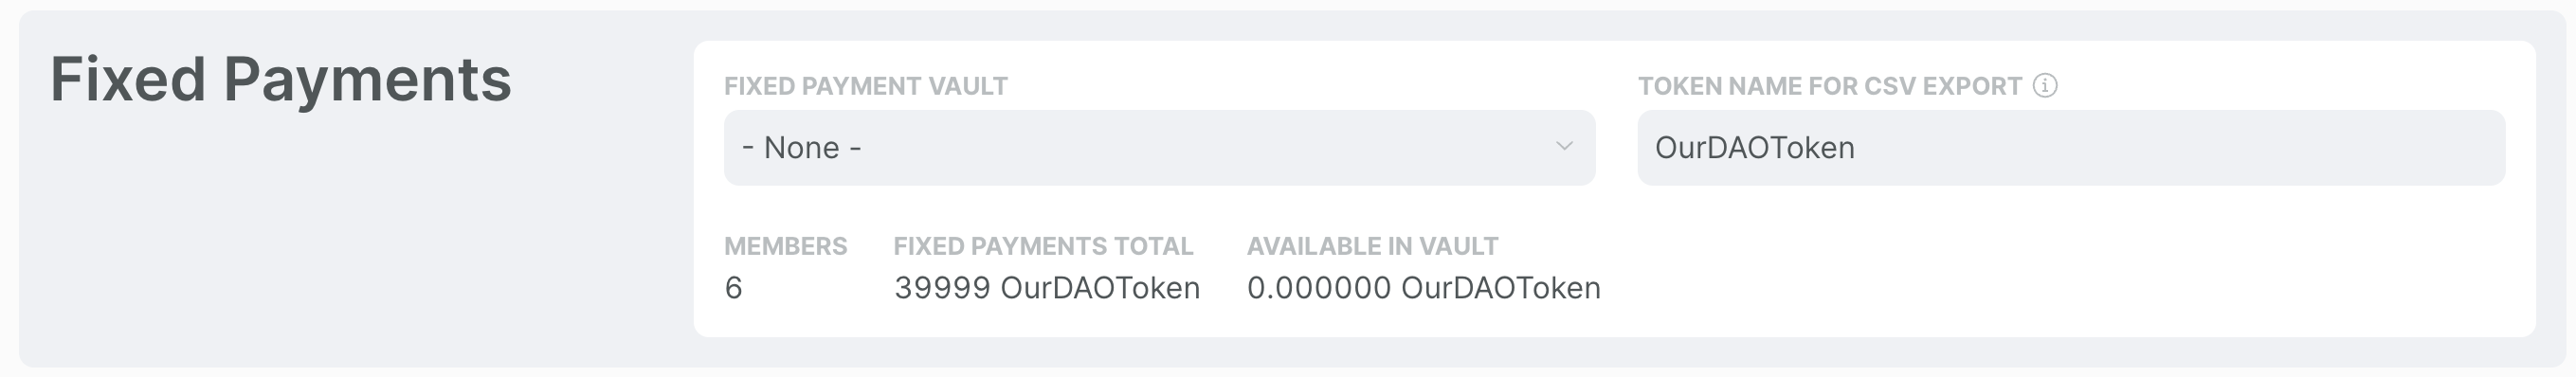 Fixed Payments
FIXED PAYMENT VAULT
- None -
TOKEN NAME FOR CSV EXPORT
OurDAOToken
MEMBERS
6
FIXED PAYMENTS TOTAL
39999 OurDAOToken
AVAILABLE IN VAULT
0.000000 OurDAOToken